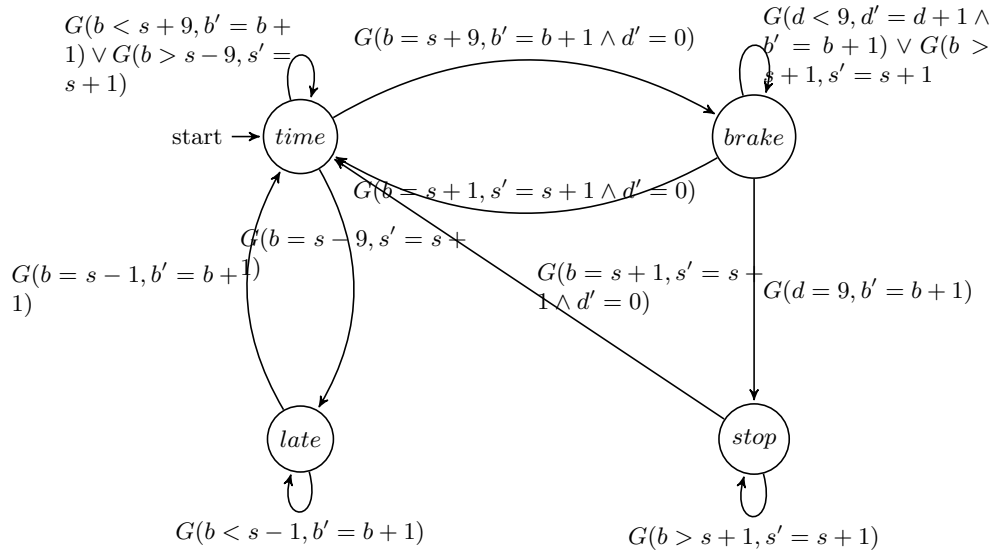 G(b < s + 9, b′ = b +
1) ∨ G(b > s − 9, s′ =
s + 1)
G(b = s + 9, b′ = b + 1 ∧ d′ = 0)
G(d < 9, d′ = d + 1 ∧
b′ = b + 1) ∨ G(b >
s + 1, s′ = s + 1
start
time
brake
G(b = s + 1, s′ = s + 1 ∧ d′ = 0)
G(b = s − 9, s′ = s +
1)
G(b = s − 1, b′ = b +
1)
G(b = s + 1, s′ = s +
1 ∧ d′ = 0)
G(d = 9, b′ = b + 1)
late
stop
G(b < s − 1, b′ = b + 1)
G(b > s + 1, s′ = s + 1)